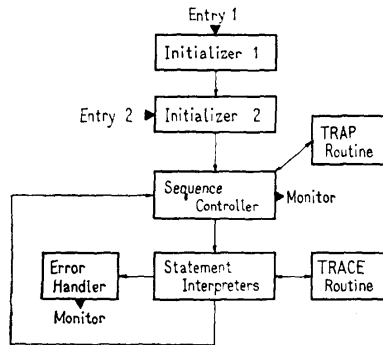 Entry 1
Initializer 1
Entry 2
Initializer 2
TRAP
Routine
Sequence
Controller
Monitor
Error
Handler
Statement
Interpreters
TRACE
Routine
Monitor